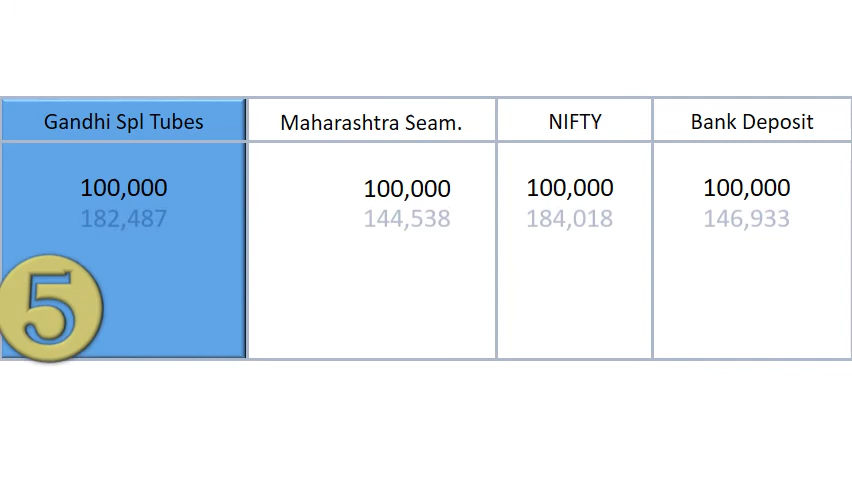 Gandhi Spl Tubes Maharashtra Seam. NIFTY Bank Deposit
100,000 100,000 100,000 100,000
182,487 144,538 184,018 146,933
5